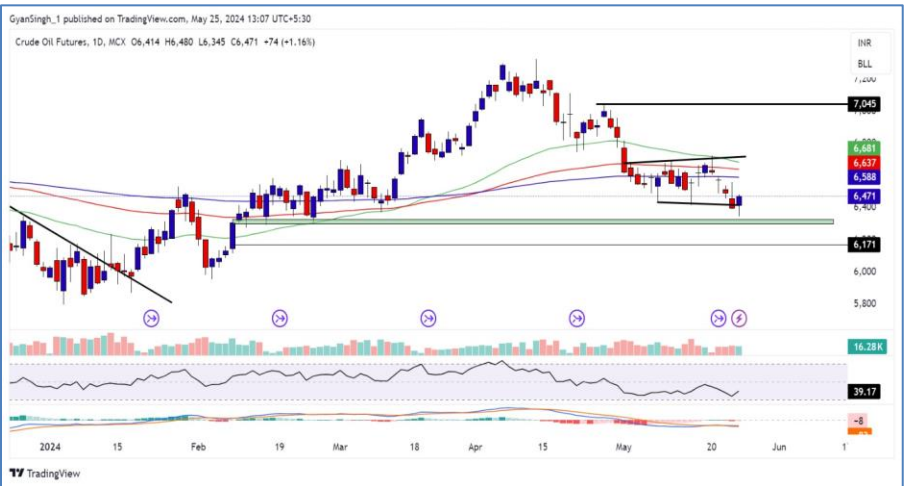 GyanSingh_1 published on TradingView.com, May 25, 2024 13:07 UTC+5:30
Crude Oil Futures, 1D, MCX O6,414 H6,480 L6,345 C6,471 +74 (+1.16%)
INR
BLL
7,200
7,045
6,681
6,637
6,588
6,471
6,400
6,171
6,000
5,800
16.28K
39.17
-8
2024 15 Feb 19 Mar 18 Apr 15 May 20 Jun
TradingView